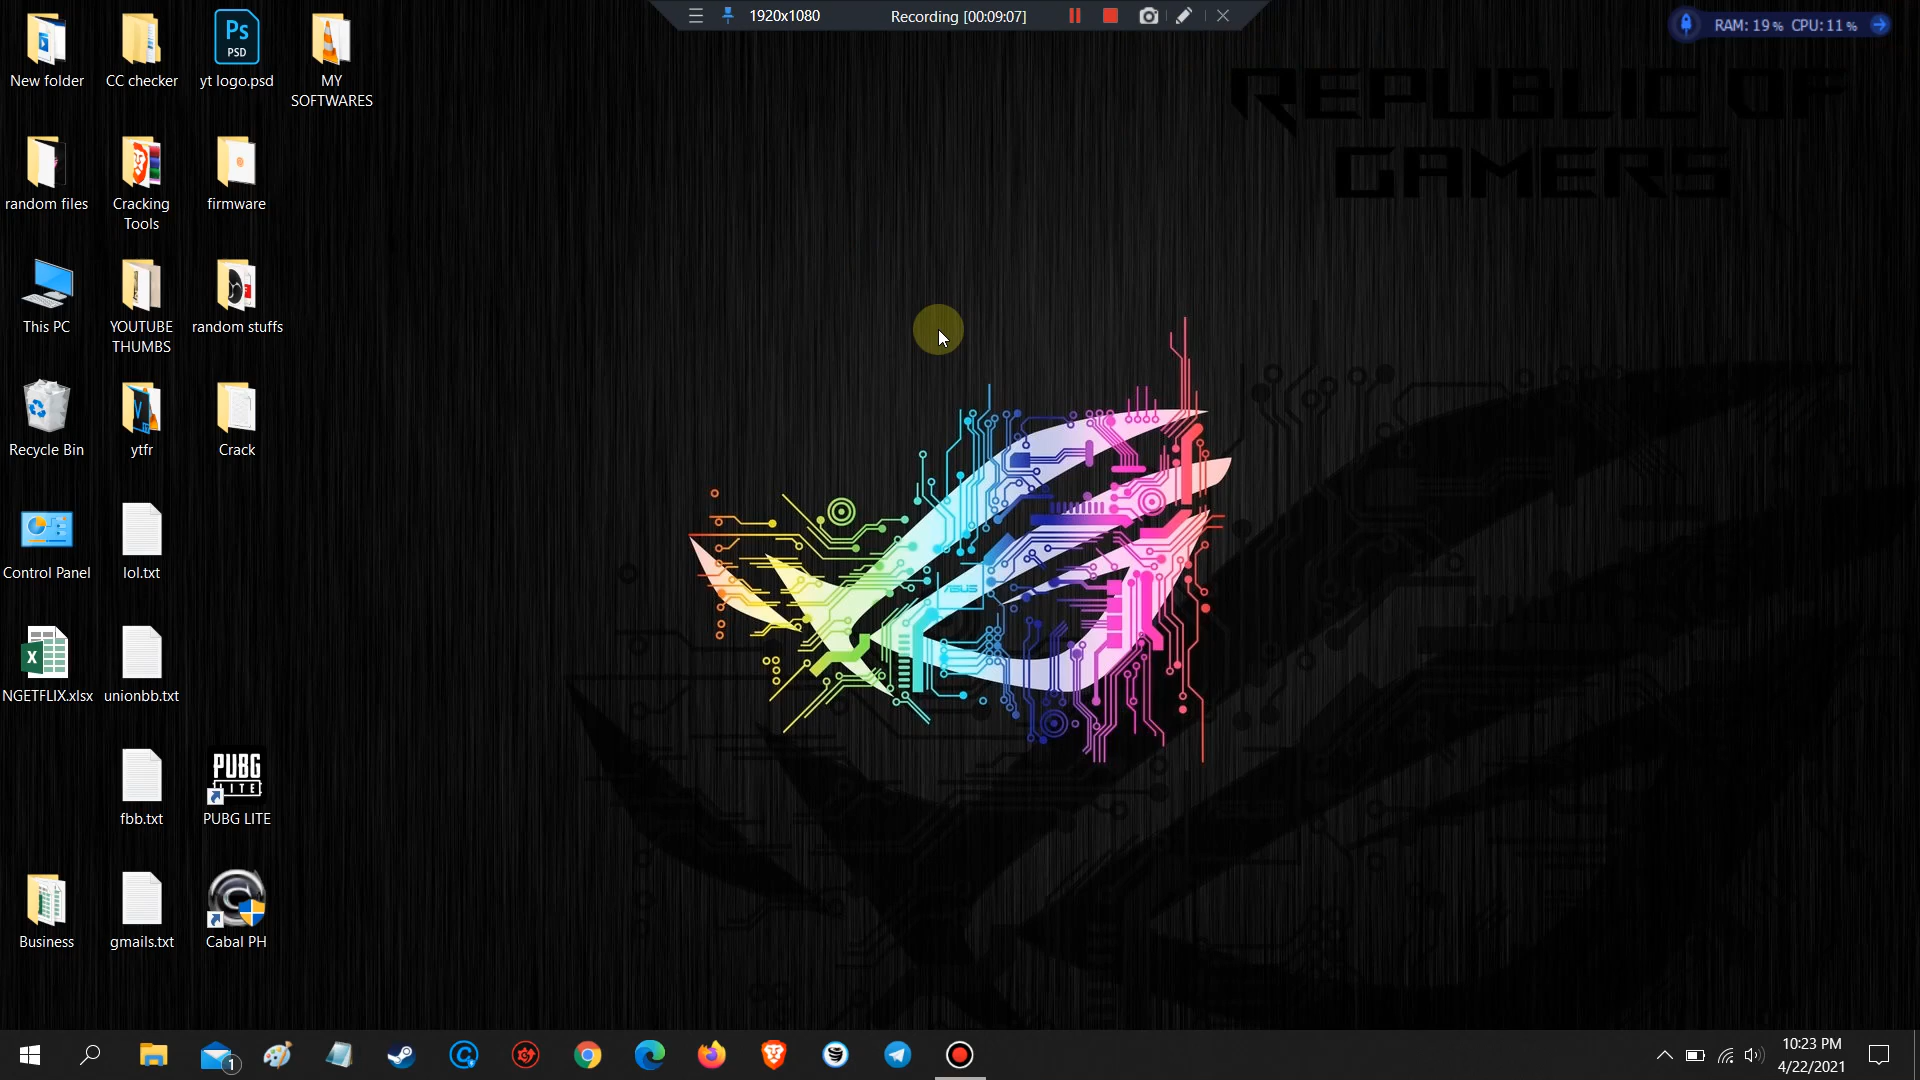 1920x1080
Recording [00:09:07]
RAM: 19% CPU: 11%
New folder
CC checker
Ps
PSD
yt logo.psd
MY
SOFTWARES
REPUBLIC OF
GAMERS
random files
Cracking
Tools
firmware
This PC
YOUTUBE
THUMBS
random stuffs
Recycle Bin
ytfr
Crack
Control Panel
lol.txt
ASUS
NGETFLIX.xlsx
unionbb.txt
fbb.txt
PUBG
LITE
PUBG LITE
Business
gmails.txt
Cabal PH
1
10:23 PM
4/22/2021